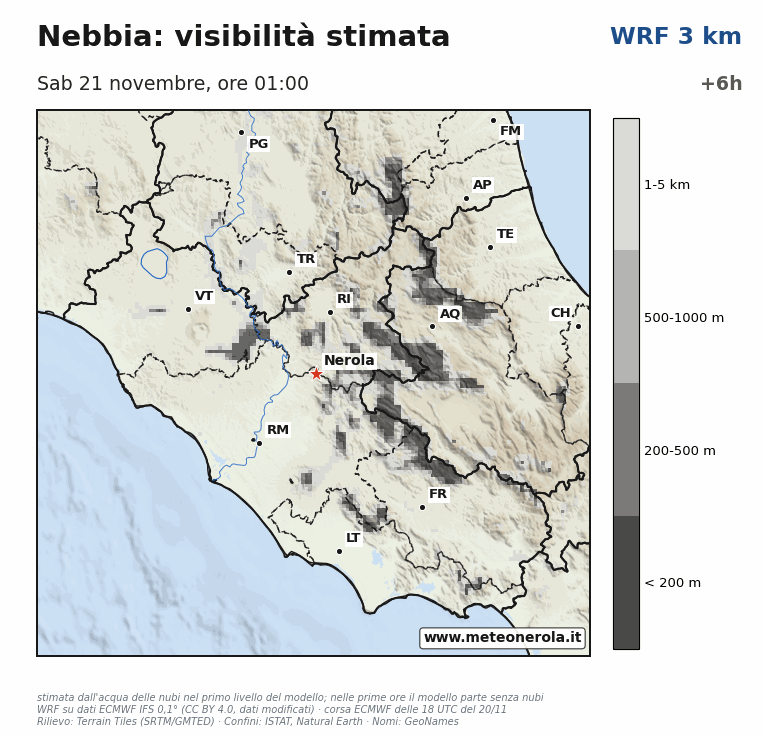 Nebbia: visibilità stimata
WRF 3 km
Sab 21 novembre, ore 01:00
+6h
FM
PG
AP
TE
TR
VT
RI
AQ
CH.
Nerola
RM
FR
LT
www.meteonerola.it
1-5 km
500-1000 m
200-500 m
< 200 m
stimata dall'acqua delle nubi nel primo livello del modello; nelle prime ore il modello parte senza nubi
WRF su dati ECMWF IFS 0,1° (CC BY 4.0, dati modificati) · corsa ECMWF delle 18 UTC del 20/11
Rilievo: Terrain Tiles (SRTM/GMTED) · Confini: ISTAT, Natural Earth · Nomi: GeoNames